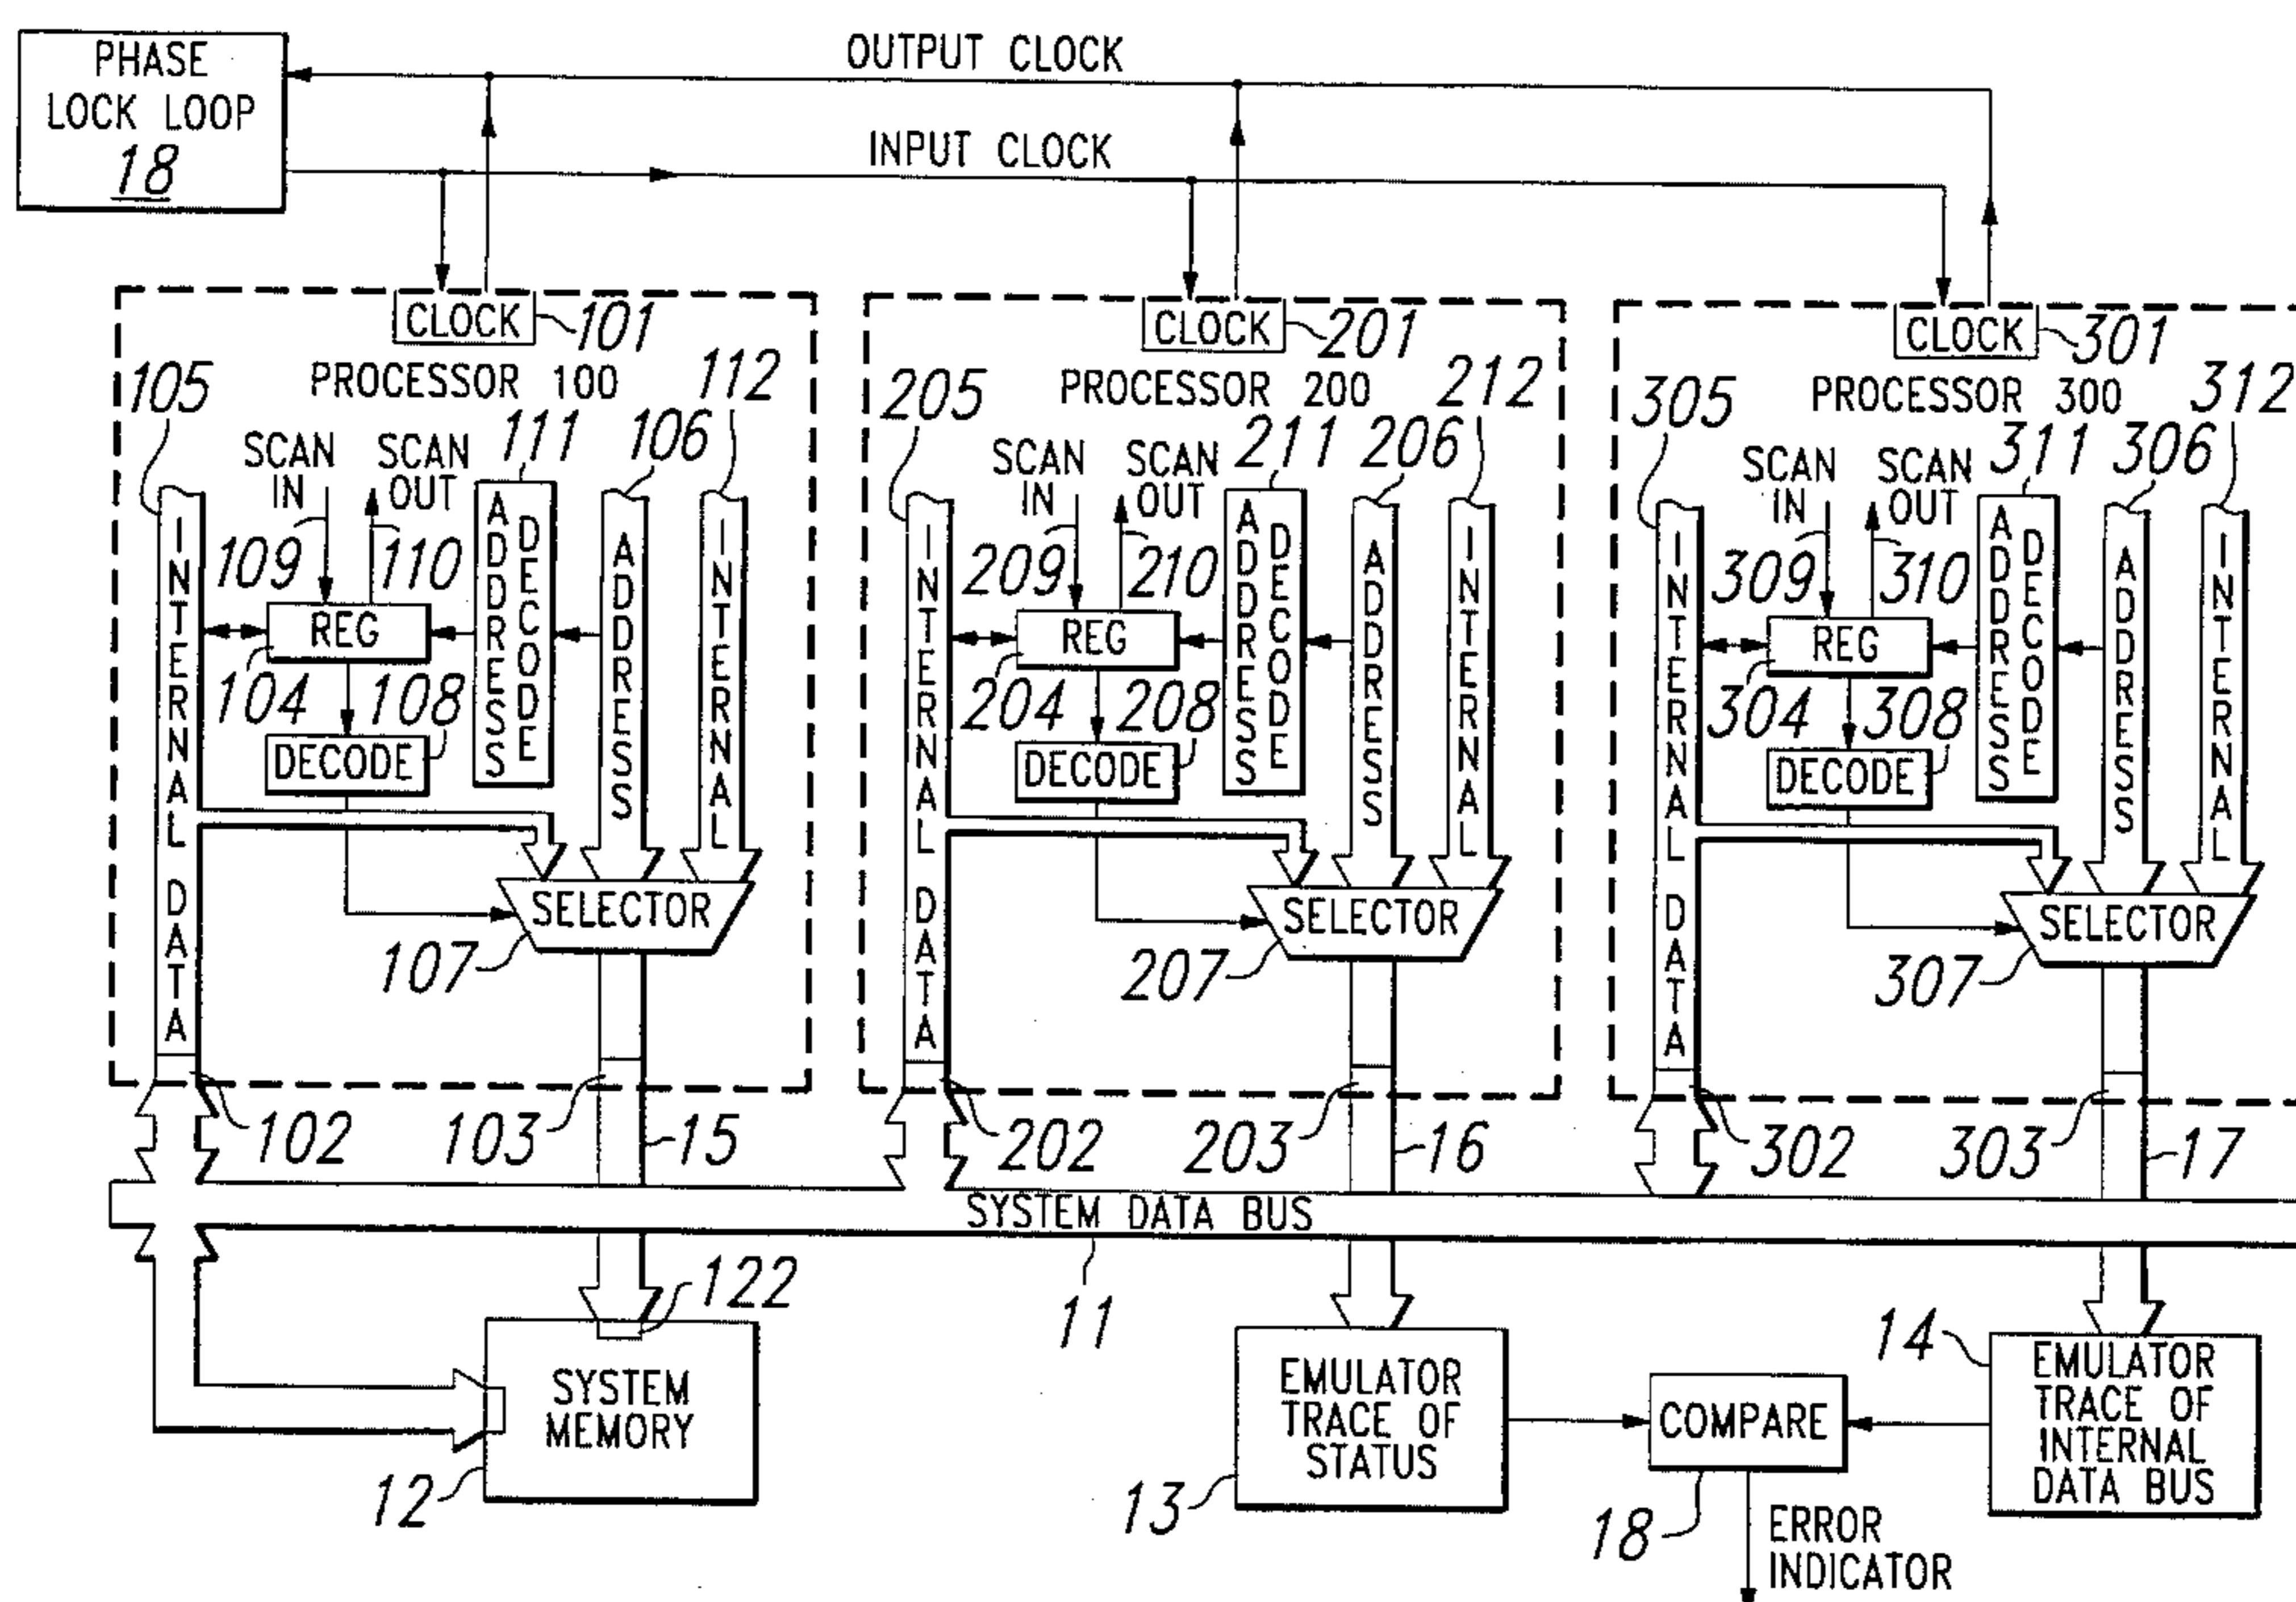 PHASE
LOCK LOOP
18
OUTPUT CLOCK
INPUT CLOCK
CLOCK
101
PROCESSOR 100
105
112
SCAN
IN
SCAN
OUT
111
106
109
110
INTERNAL DATA
REG
ADDRESS
DECODE
ADDRESS
INTERNAL
104
108
DECODE
SELECTOR
107
102
103
15
CLOCK
201
PROCESSOR 200
205
212
SCAN
IN
SCAN
OUT
211
206
209
210
INTERNAL DATA
REG
ADDRESS
DECODE
ADDRESS
INTERNAL
204
208
DECODE
SELECTOR
207
202
203
16
CLOCK
301
PROCESSOR 300
305
312
SCAN
IN
SCAN
OUT
311
306
309
310
INTERNAL DATA
REG
ADDRESS
DECODE
ADDRESS
INTERNAL
304
308
DECODE
SELECTOR
307
302
303
17
SYSTEM DATA BUS
11
122
SYSTEM
MEMORY
12
EMULATOR
TRACE OF
STATUS
13
COMPARE
18
ERROR
INDICATOR
14
EMULATOR
TRACE OF
INTERNAL
DATA BUS